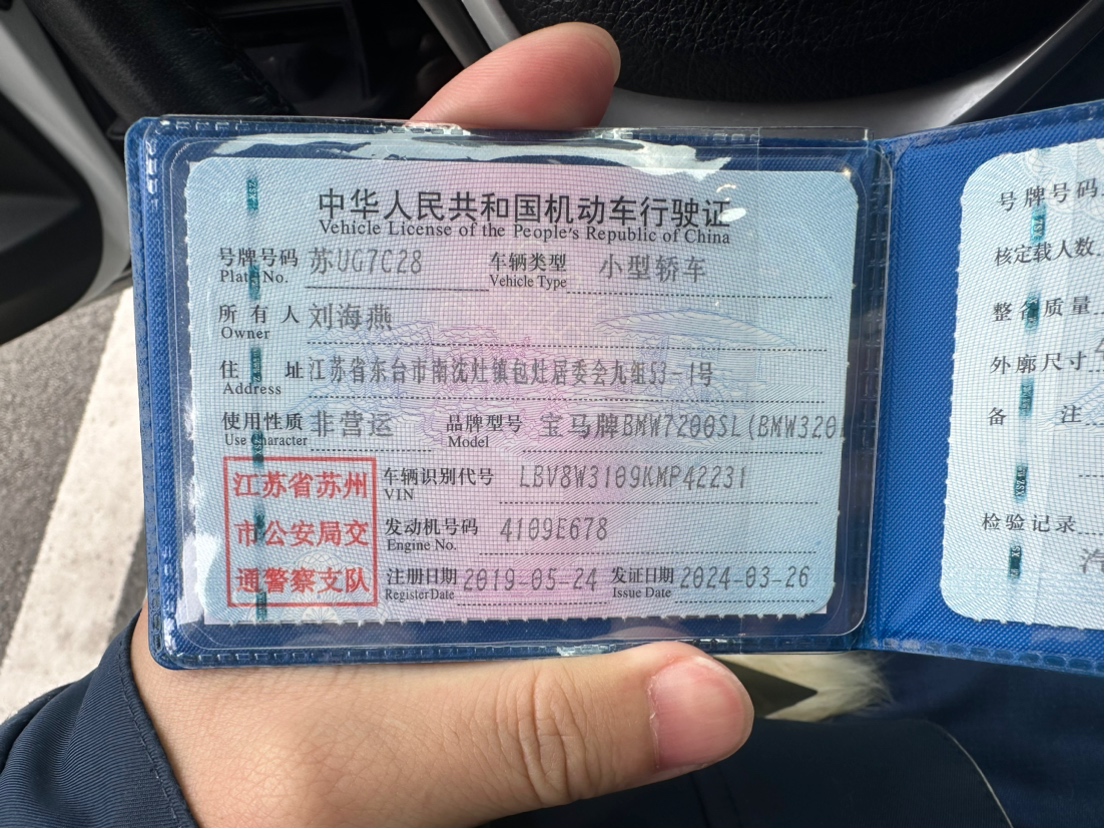 中华人民共和国机动车行驶证
Vehicle License of the People's Republic of China
号牌号码 苏UG7C28 车辆类型 小型轿车
Plate No. Vehicle Type
所有人 刘海燕
Owner
住址 江苏省东台市南沈灶镇包灶居委会九组53-1号
Address
使用性质 非营运 品牌型号 宝马牌BMW7200SL(BMW320
Use Character Model
江苏省苏州
市公安局交
通警察支队
车辆识别代号 LBV8W3109KMP42231
VIN
发动机号码 4109E678
Engine No.
注册日期 2019-05-24 发证日期 2024-03-26
Register Date Issue Date
号牌号码
核定载人数
整备质量
外廓尺寸
备注
检验记录